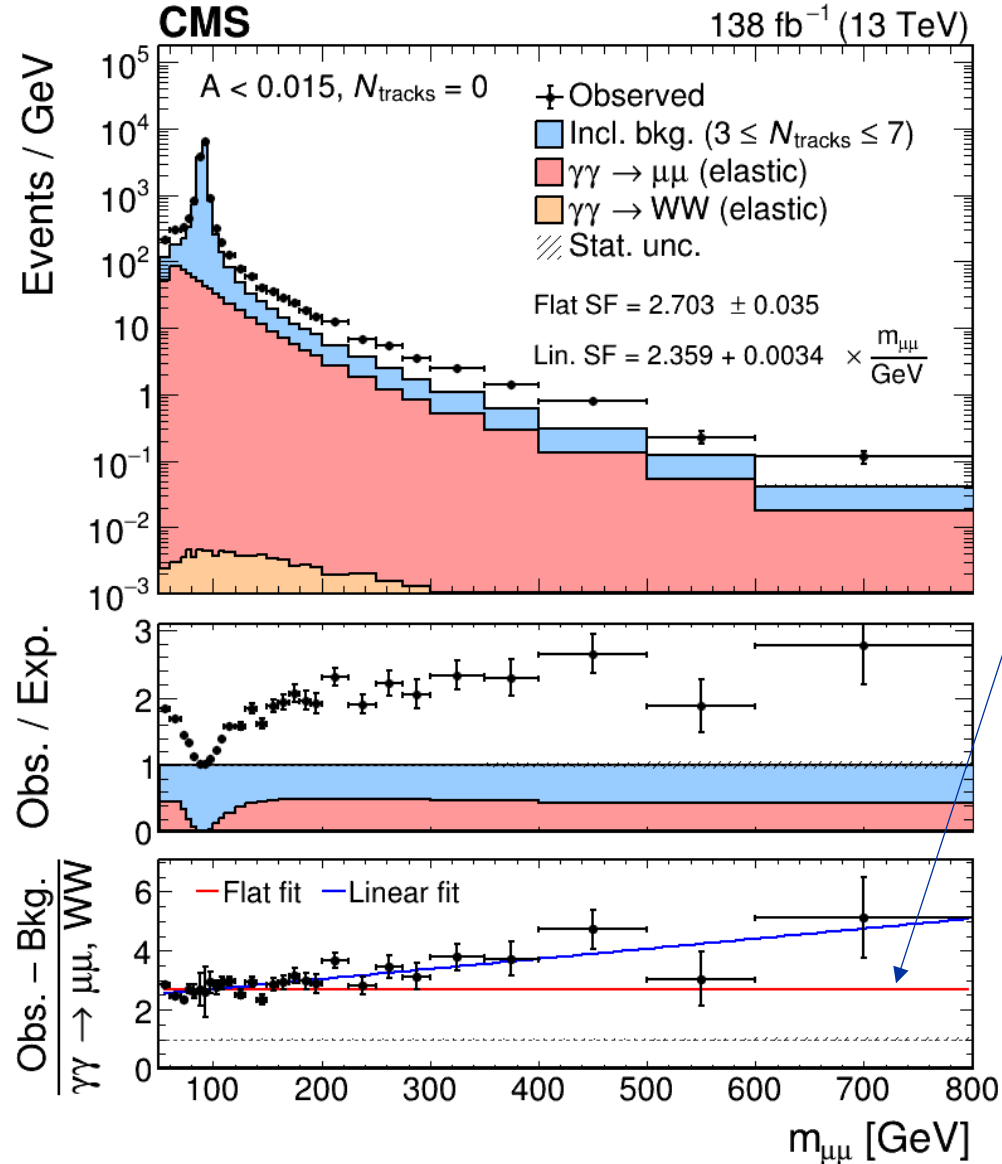 CMS 138 fb⁻¹ (13 TeV)
Events / GeV
A < 0.015, N_tracks = 0
Observed
Incl. bkg. (3 ≤ N_tracks ≤ 7)
γγ → μμ (elastic)
γγ → WW (elastic)
Stat. unc.
Flat SF = 2.703 ± 0.035
Lin. SF = 2.359 + 0.0034 × m_μμ / GeV
10⁵
10⁴
10³
10²
10
1
10⁻¹
10⁻²
10⁻³
Obs. / Exp.
3
2
1
0
Obs. − Bkg.
γγ → μμ, WW
Flat fit Linear fit
6
4
2
0
100 200 300 400 500 600 700 800
m_μμ [GeV]